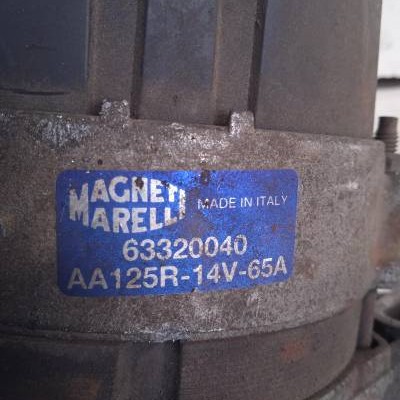 MAGNETI
MARELLI
MADE IN ITALY
63320040
AA125R-14V-65A